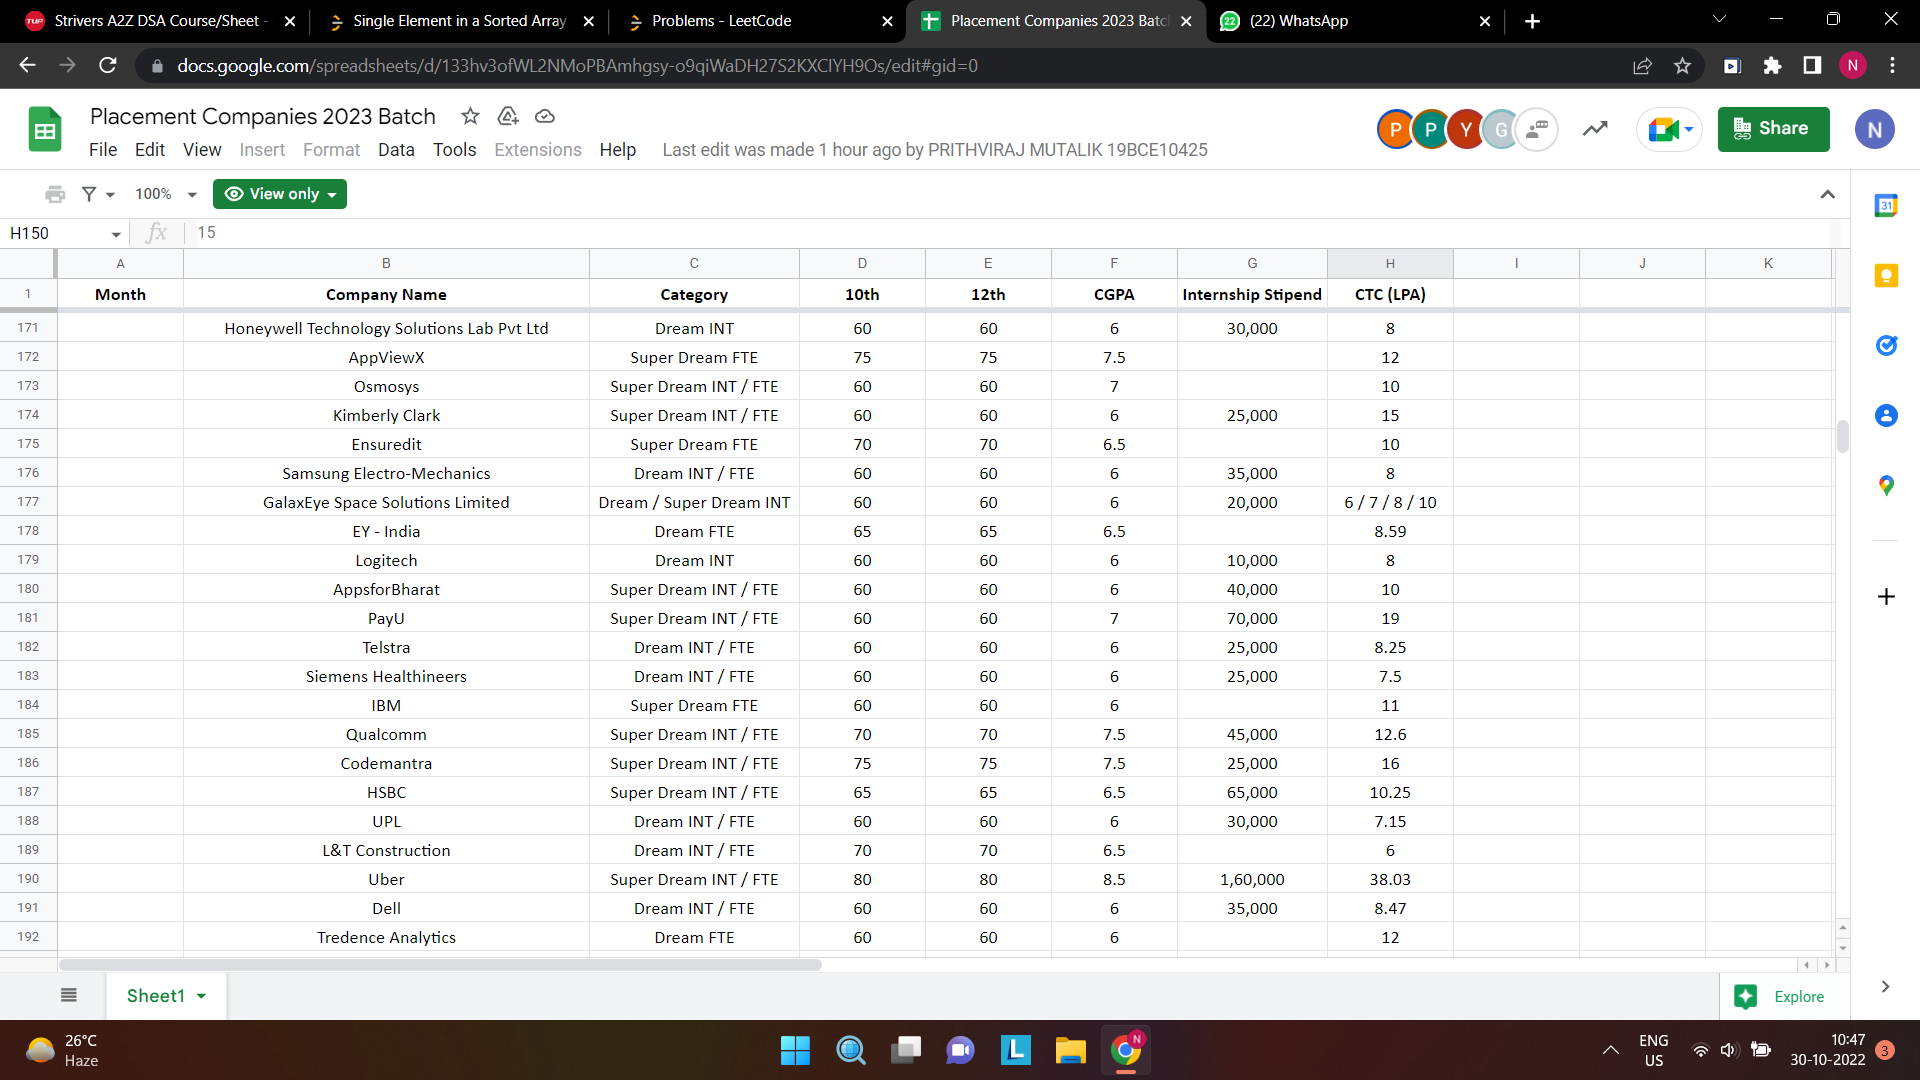 Strivers A2Z DSA Course/Sheet -
Single Element in a Sorted Array
Problems - LeetCode
Placement Companies 2023 Batch
(22) WhatsApp
docs.google.com/spreadsheets/d/133hv3ofWL2NMoPBAmhgsy-o9qiWaDH27S2KXCIYH9Os/edit#gid=0
N
Placement Companies 2023 Batch
P P Y G
Share
N
File Edit View Insert Format Data Tools Extensions Help Last edit was made 1 hour ago by PRITHVIRAJ MUTALIK 19BCE10425
100% View only
31
H150 fx 15
A B C D E F G H I J K
1 Month Company Name Category 10th 12th CGPA Internship Stipend CTC (LPA)
171 Honeywell Technology Solutions Lab Pvt Ltd Dream INT 60 60 6 30,000 8
172 AppViewX Super Dream FTE 75 75 7.5 12
173 Osmosys Super Dream INT / FTE 60 60 7 10
174 Kimberly Clark Super Dream INT / FTE 60 60 6 25,000 15
175 Ensuredit Super Dream FTE 70 70 6.5 10
176 Samsung Electro-Mechanics Dream INT / FTE 60 60 6 35,000 8
177 GalaxEye Space Solutions Limited Dream / Super Dream INT 60 60 6 20,000 6 / 7 / 8 / 10
178 EY - India Dream FTE 65 65 6.5 8.59
179 Logitech Dream INT 60 60 6 10,000 8
180 AppsforBharat Super Dream INT / FTE 60 60 6 40,000 10
181 PayU Super Dream INT / FTE 60 60 7 70,000 19
182 Telstra Dream INT / FTE 60 60 6 25,000 8.25
183 Siemens Healthineers Dream INT / FTE 60 60 6 25,000 7.5
184 IBM Super Dream FTE 60 60 6 11
185 Qualcomm Super Dream INT / FTE 70 70 7.5 45,000 12.6
186 Codemantra Super Dream INT / FTE 75 75 7.5 25,000 16
187 HSBC Super Dream INT / FTE 65 65 6.5 65,000 10.25
188 UPL Dream INT / FTE 60 60 6 30,000 7.15
189 L&T Construction Dream INT / FTE 70 70 6.5 6
190 Uber Super Dream INT / FTE 80 80 8.5 1,60,000 38.03
191 Dell Dream INT / FTE 60 60 6 35,000 8.47
192 Tredence Analytics Dream FTE 60 60 6 12
Sheet1
Explore
26°C
Haze
L
N
ENG
US
10:47
30-10-2022
3